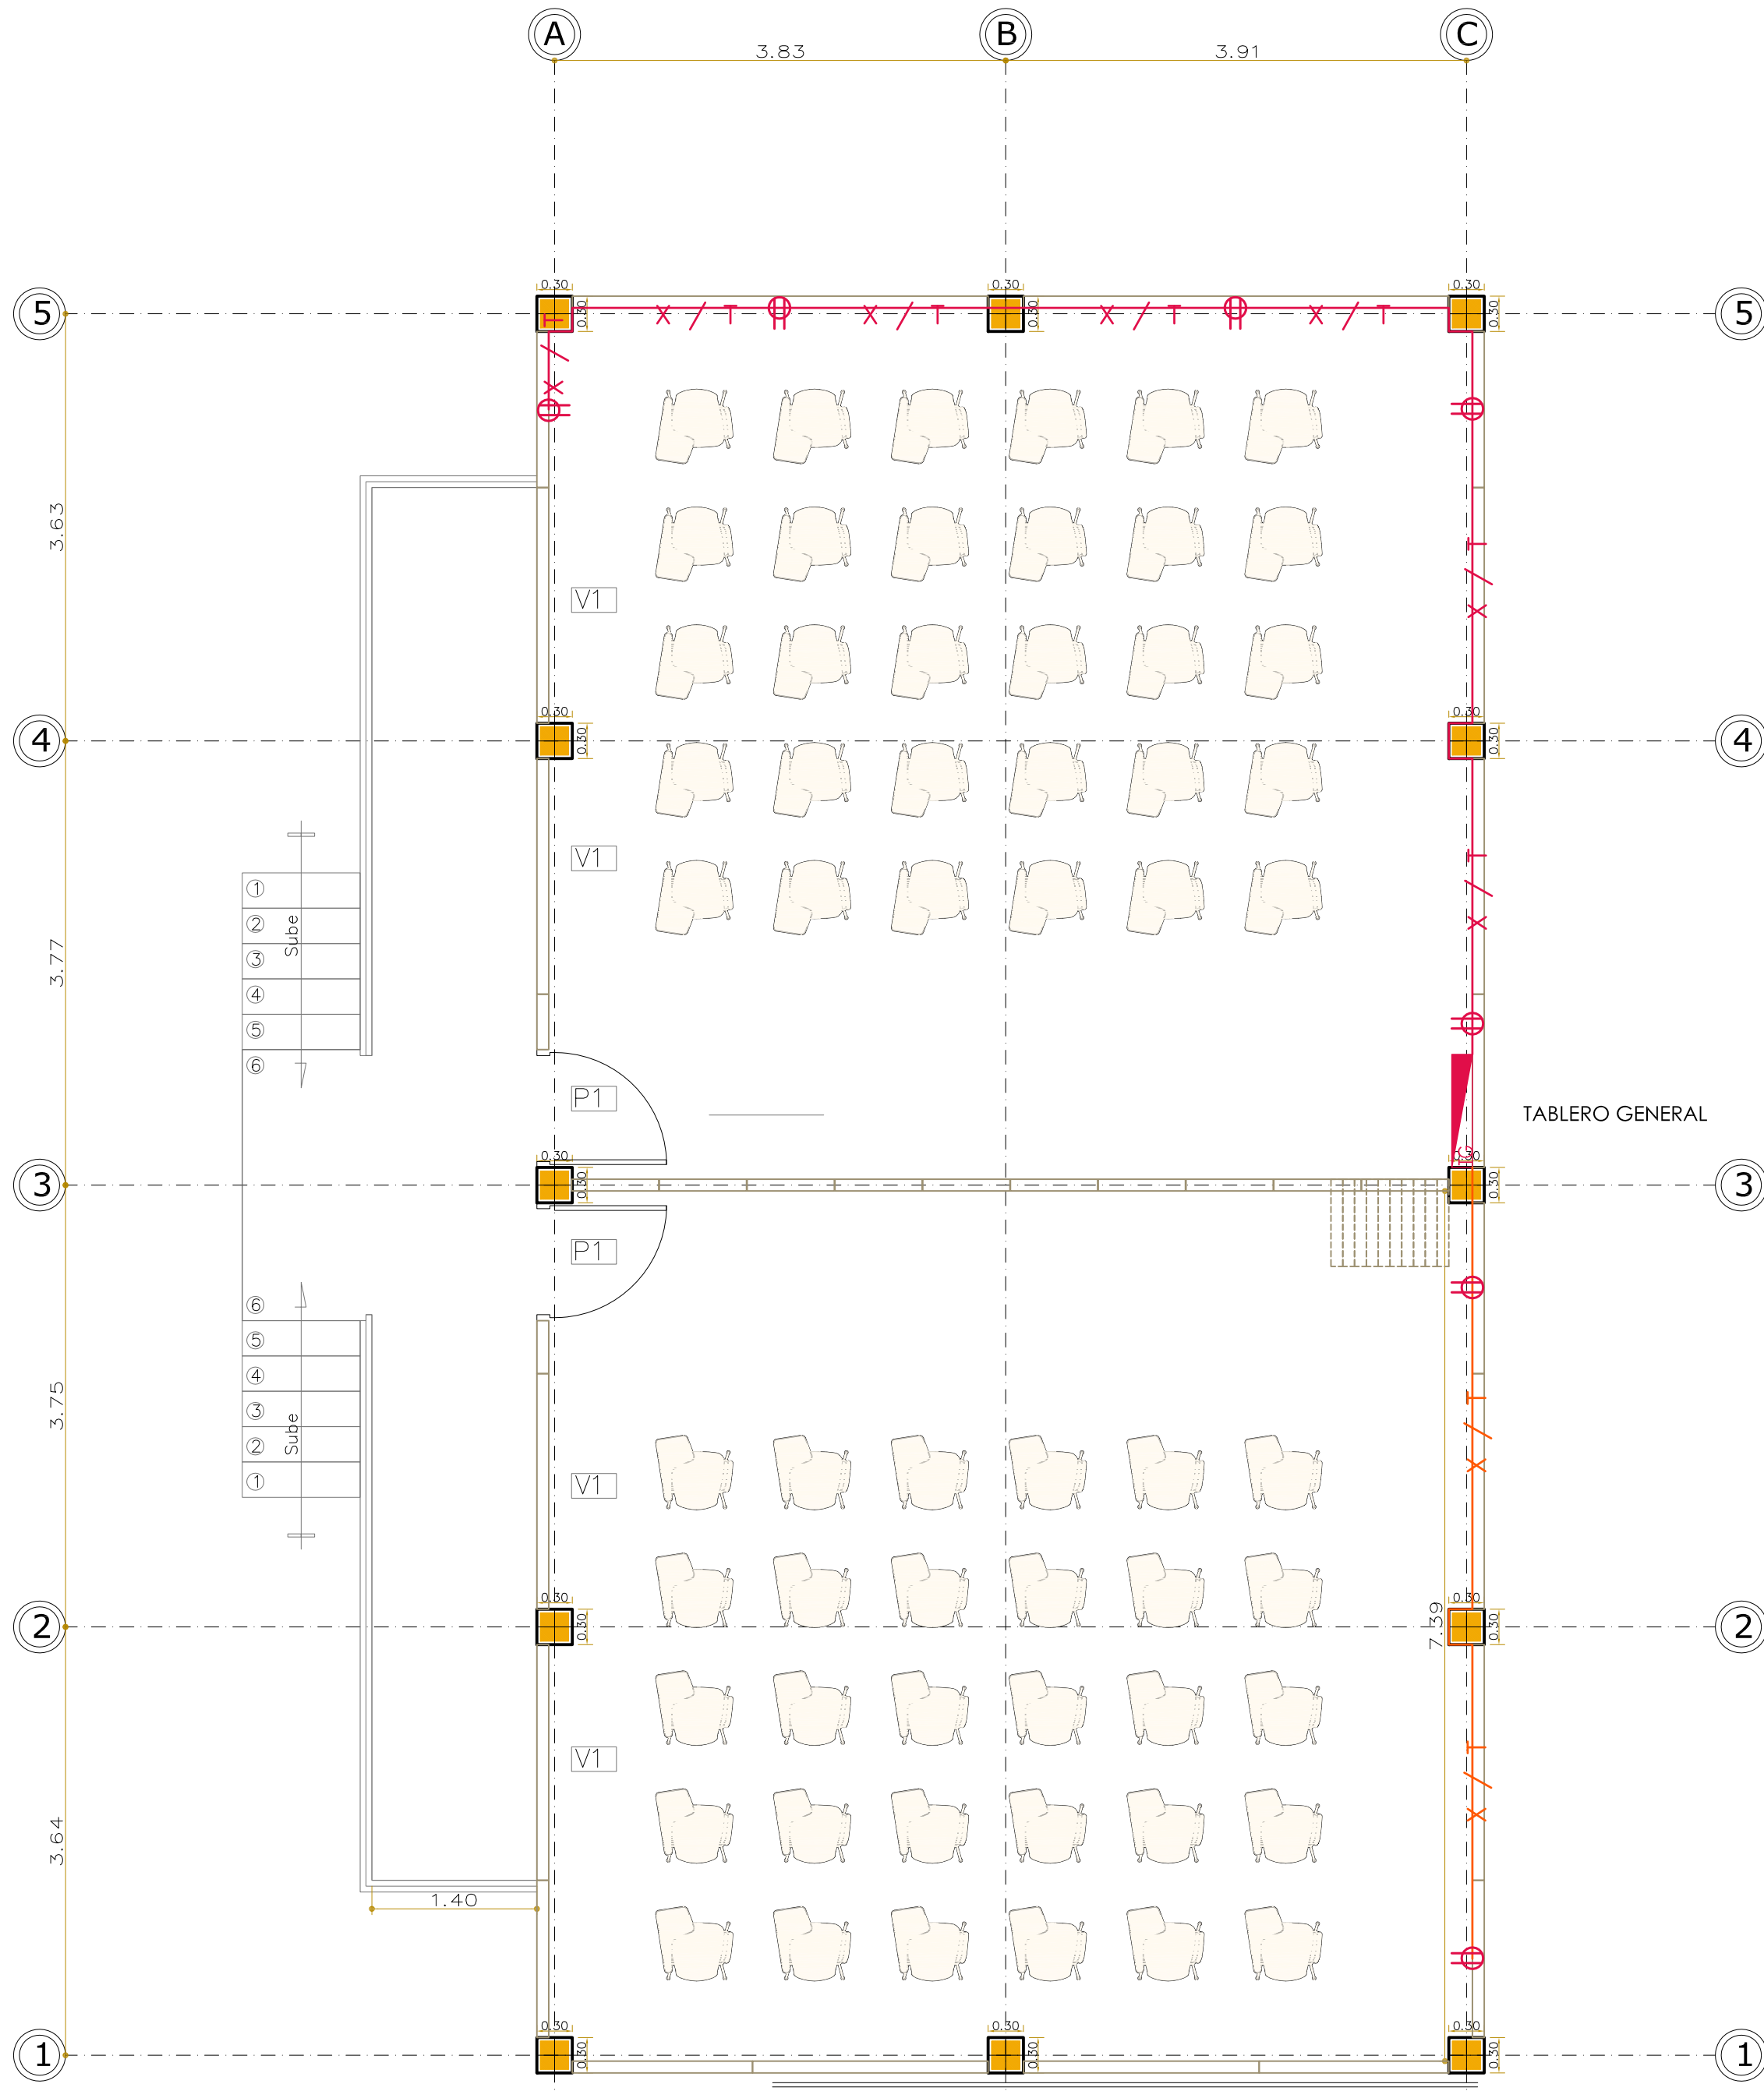 A B C
3.83 3.91
0.30 0.30 0.30
5 0.30 0.30 0.30 5
T X / T X / T X / T X / T
/
X
3.63
T
/
X
V1
0.30 0.30
4 0.30 0.30 4
V1
T
/
X
1
2
Sube
3
3.77
4
5
6
P1
TABLERO GENERAL
TG
0.30 0.30
3 0.30 0.30 3
P1
6
5
4
3
3.75
T
/
X
Sube
2
1
V1
0.30 0.30
2 0.30 7.39 0.30 2
V1
T
/
X
3.64
1.40
0.30 0.30 0.30
1 0.30 0.30 0.30 1